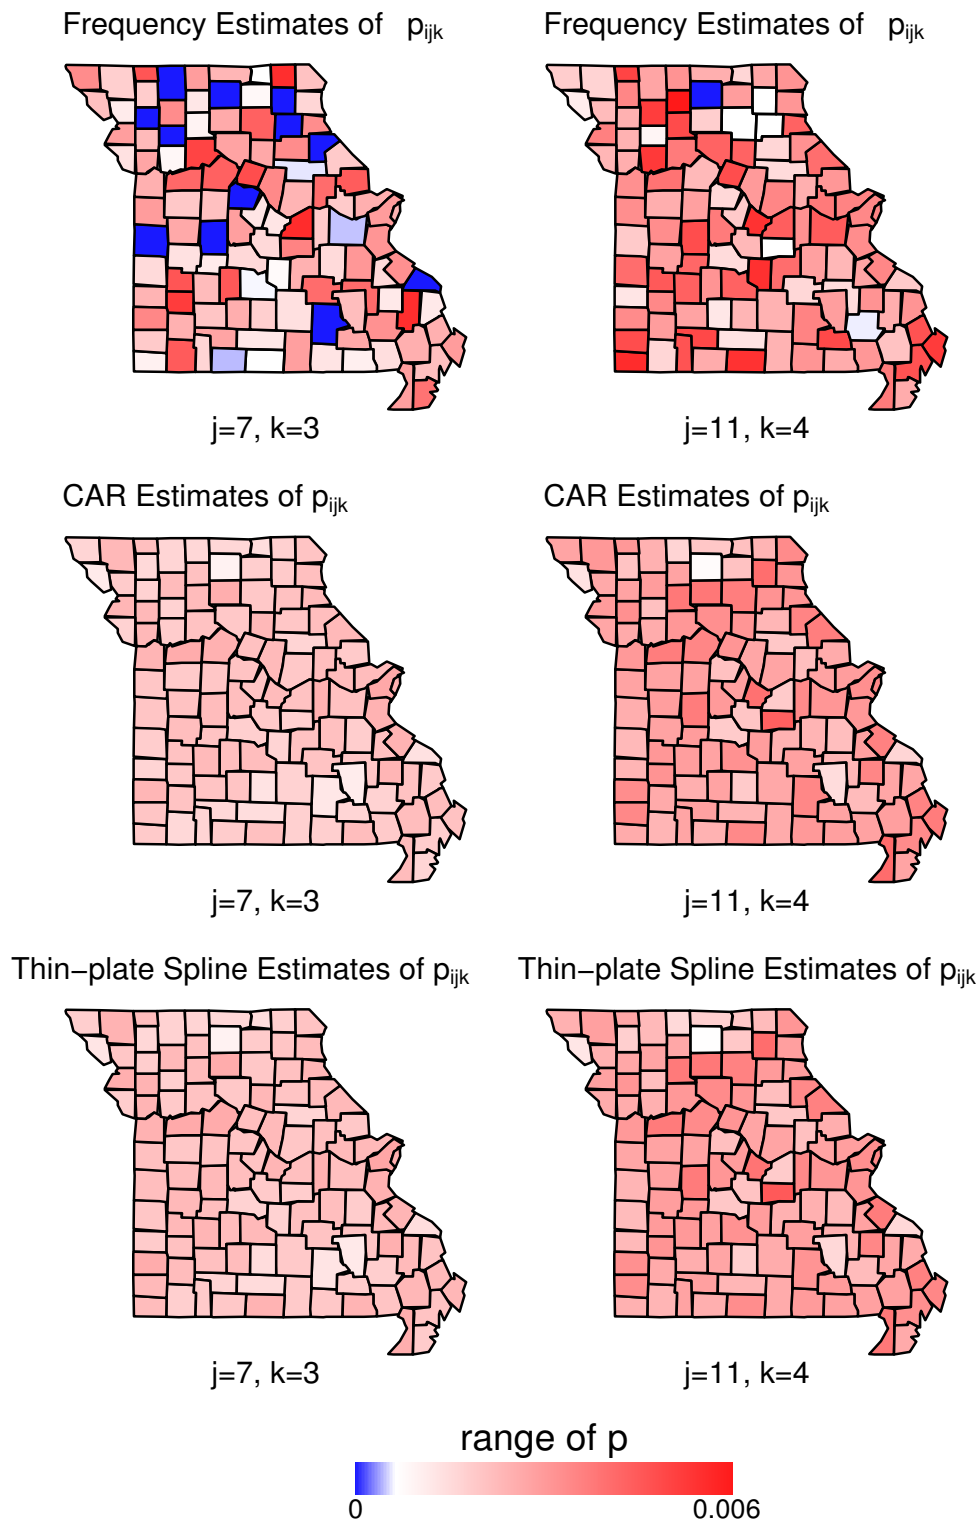 Frequency Estimates of p_ijk
Frequency Estimates of p_ijk
j=7, k=3
j=11, k=4
CAR Estimates of p_ijk
CAR Estimates of p_ijk
j=7, k=3
j=11, k=4
Thin−plate Spline Estimates of p_ijk
Thin−plate Spline Estimates of p_ijk
j=7, k=3
j=11, k=4
range of p
0
0.006